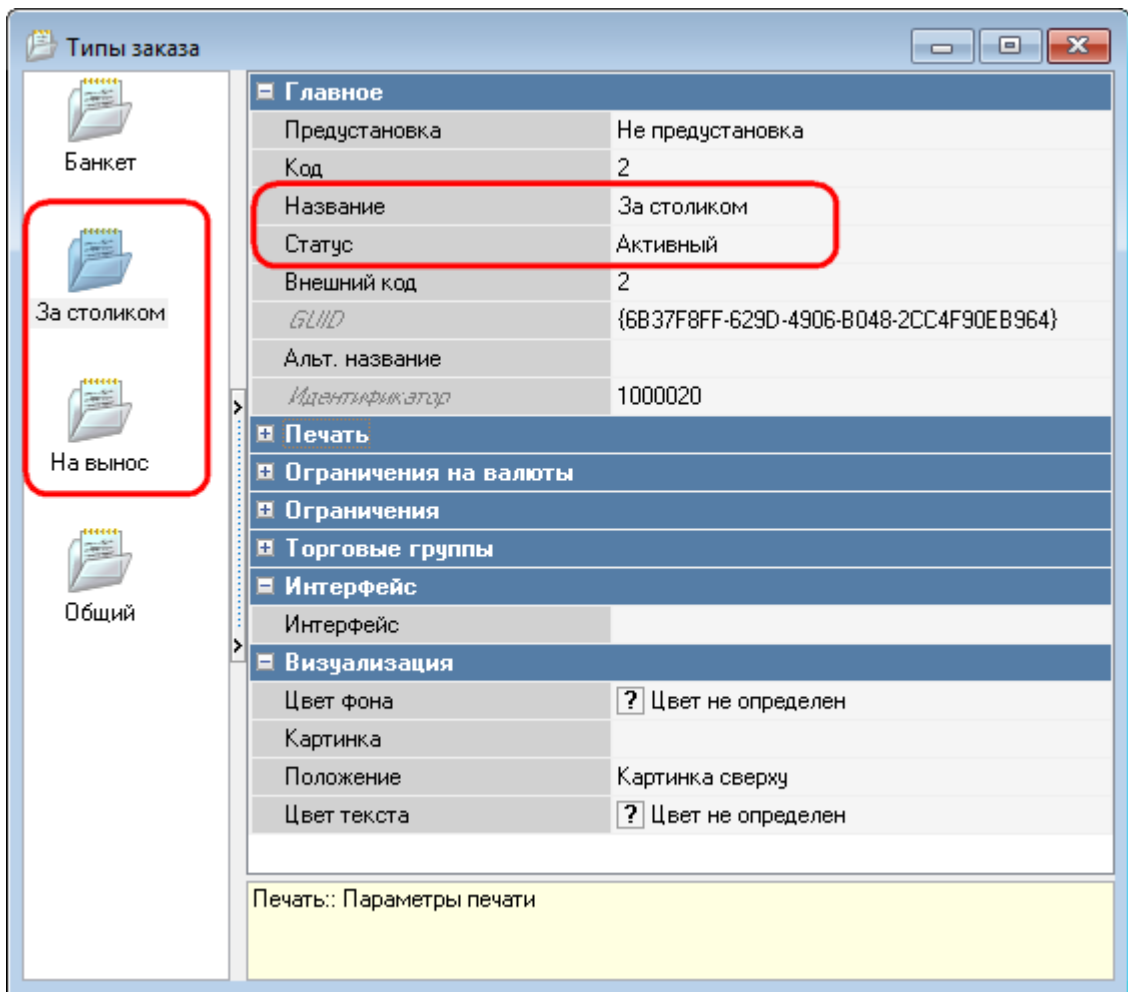 Типы заказа
Банкет
За столиком
На вынос
Общий
Главное
Предустановка Не предустановка
Код 2
Название За столиком
Статус Активный
Внешний код 2
GUID {6B37F8FF-629D-4906-B048-2CC4F90EB964}
Альт. название
Идентификатор 1000020
Печать
Ограничения на валюты
Ограничения
Торговые группы
Интерфейс
Интерфейс
Визуализация
Цвет фона ? Цвет не определен
Картинка
Положение Картинка сверху
Цвет текста ? Цвет не определен
Печать:: Параметры печати